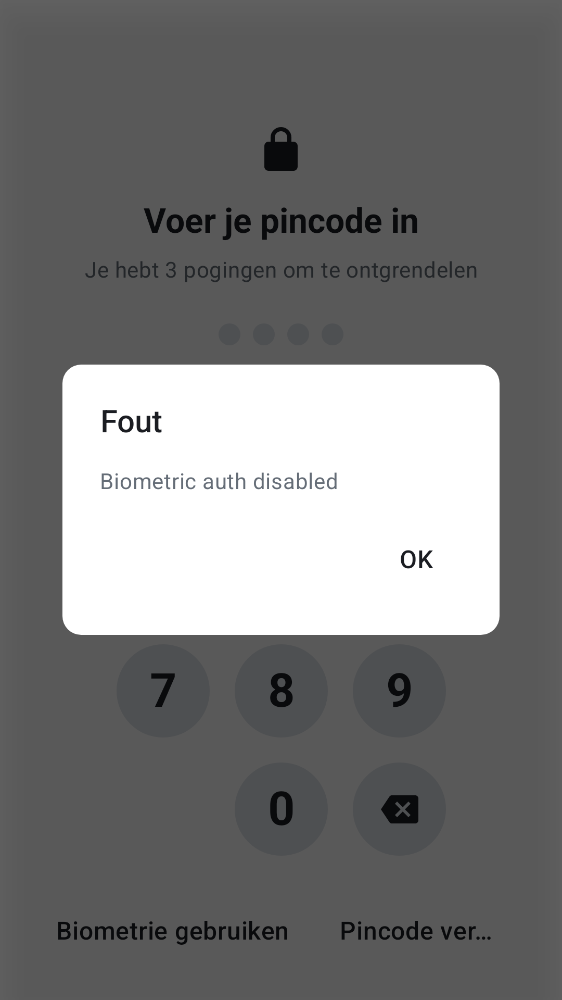 Voer je pincode in
Je hebt 3 pogingen om te ontgrendelen
Fout
Biometric auth disabled
OK
7 8 9
0
Biometrie gebruiken Pincode ver...